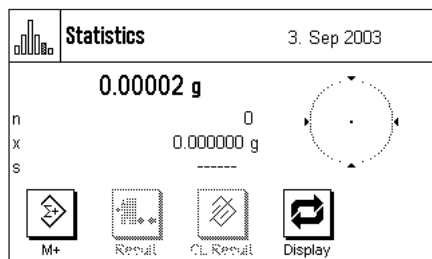 Statistics 3. Sep 2003
0.00002 g
n 0
x 0.000000 g
s ------
M+ Result CL Result Display